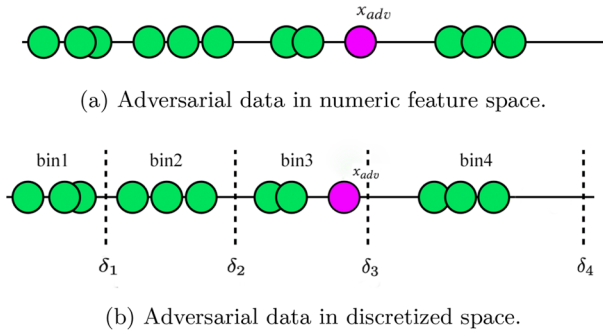 x_adv
(a) Adversarial data in numeric feature space.
bin1 bin2 bin3 bin4
x_adv
δ₁ δ₂ δ₃ δ₄
(b) Adversarial data in discretized space.